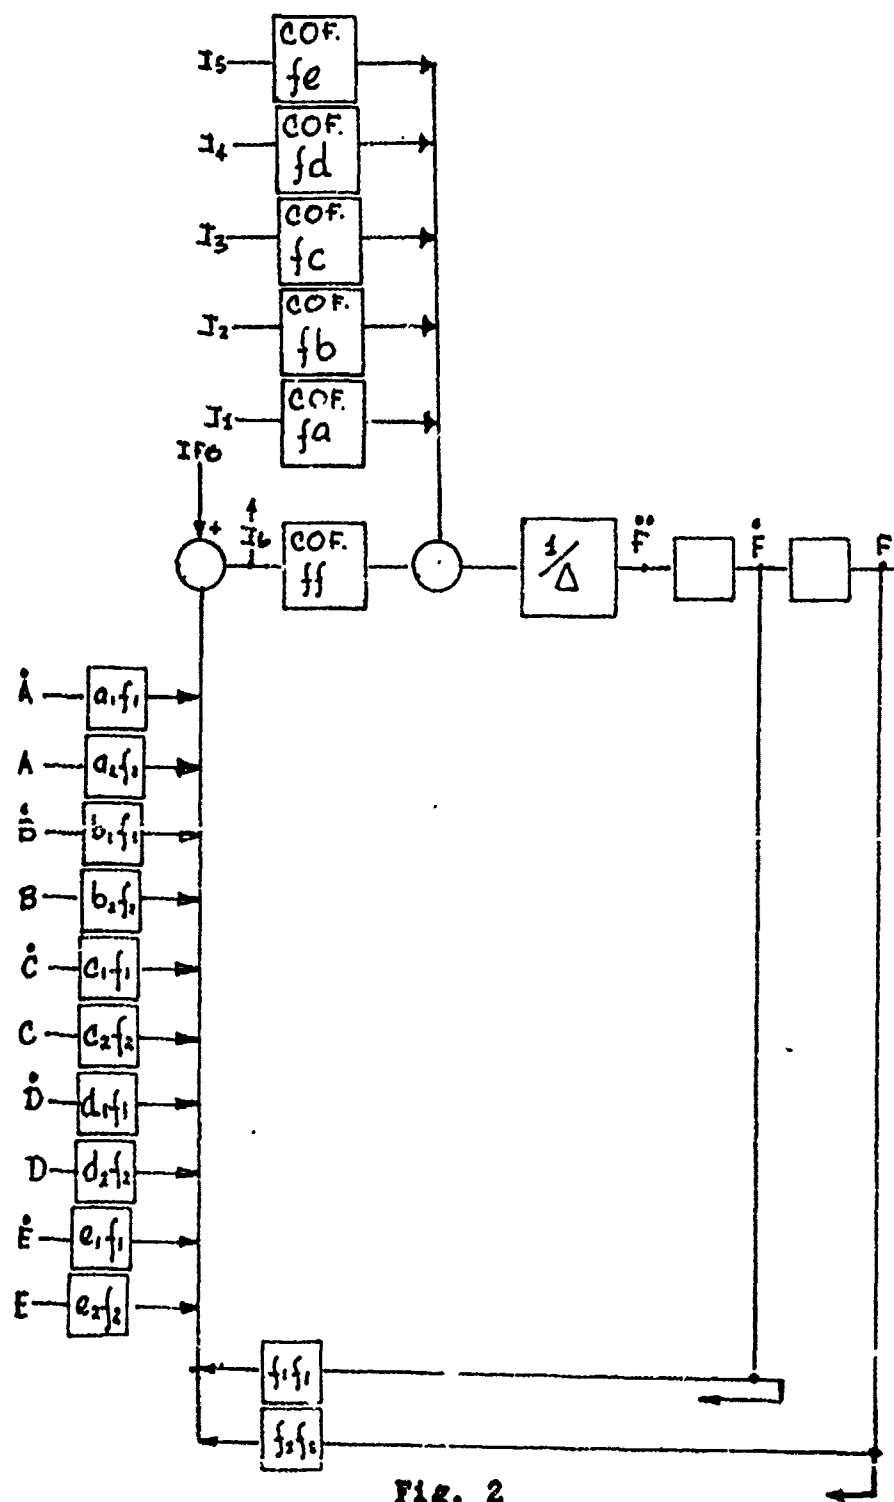 I5 COF. fe
I4 COF. fd
I3 COF. fc
I2 COF. fb
I1 COF. fa
IF0
+
I6 COF. ff 1/Δ F̈ Ḟ F
Ȧ a1f1
A a2f2
Ḃ b1f1
B b2f2
Ċ c1f1
C c2f2
Ḋ d1f1
D d2f2
Ė e1f1
E e2f2
f1f1
f2f2
Fig. 2